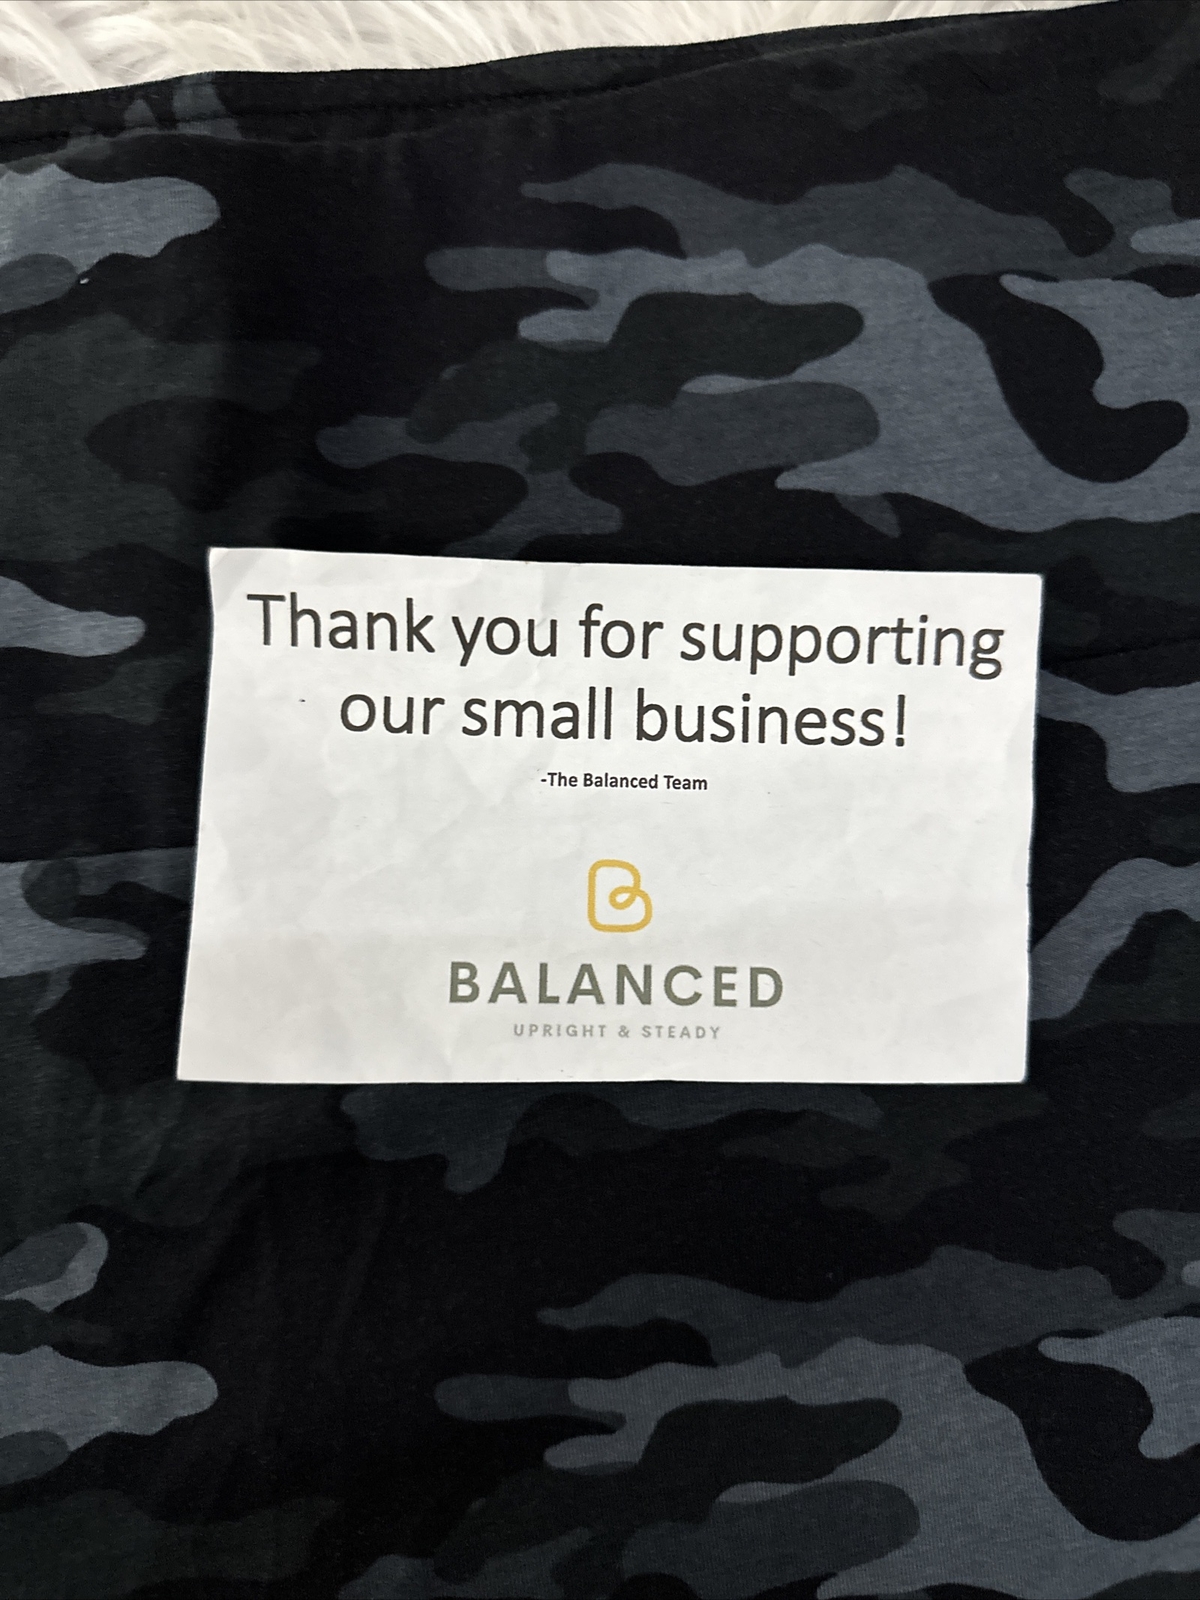 Thank you for supporting
our small business!
-The Balanced Team
BALANCED
UPRIGHT & STEADY